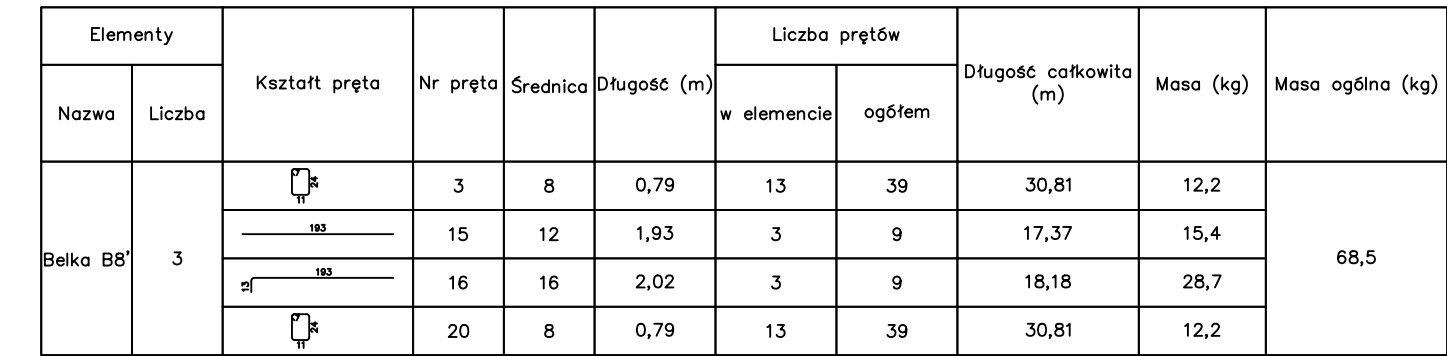 Elementy
Kształt pręta
Nr pręta
Średnica
Długość (m)
Liczba prętów
Długość całkowita
(m)
Masa (kg)
Masa ogólna (kg)
Nazwa
Liczba
w elemencie
ogółem
Belka B8'
3
24
11
3
8
0,79
13
39
30,81
12,2
68,5
193
15
12
1,93
3
9
17,37
15,4
13
193
16
16
2,02
3
9
18,18
28,7
24
11
20
8
0,79
13
39
30,81
12,2